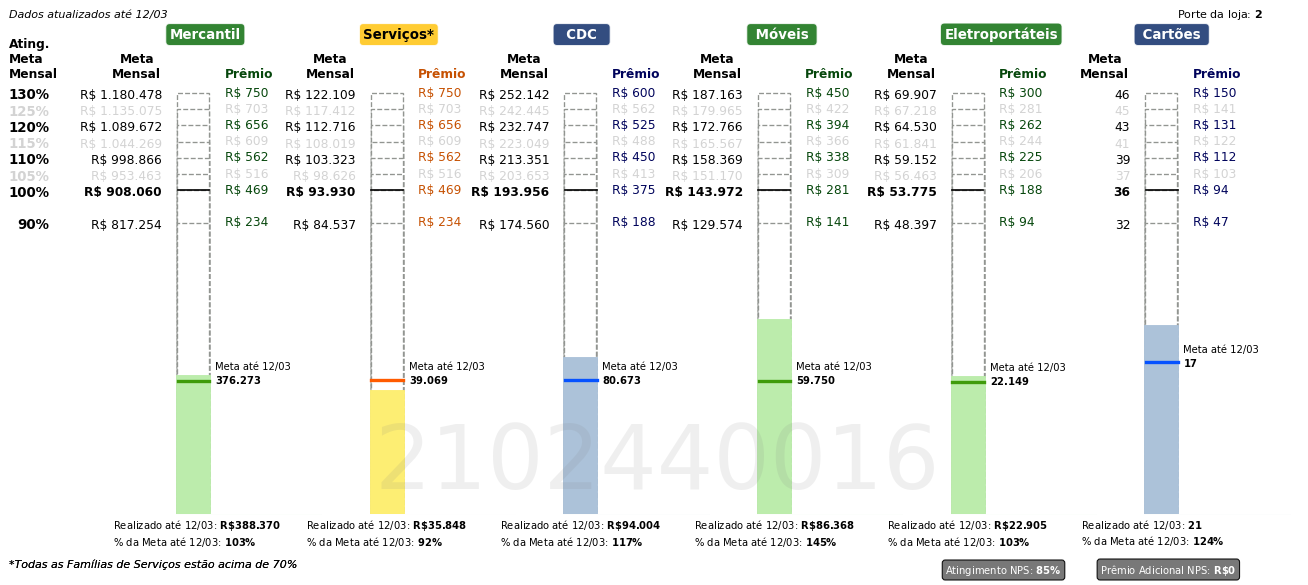 Dados atualizados até 12/03 Porte da loja: 2
Mercantil Serviços* CDC Móveis Eletroportáteis Cartões
Ating. Meta Mensal Meta Mensal Prêmio Meta Mensal Prêmio Meta Mensal Prêmio Meta Mensal Prêmio Meta Mensal Prêmio Meta Mensal Prêmio
130% R$ 1.180.478 R$ 750 R$ 122.109 R$ 750 R$ 252.142 R$ 600 R$ 187.163 R$ 450 R$ 69.907 R$ 300 46 R$ 150
125% R$ 1.135.075 R$ 703 R$ 117.412 R$ 703 R$ 242.445 R$ 562 R$ 179.965 R$ 422 R$ 67.218 R$ 281 45 R$ 141
120% R$ 1.089.672 R$ 656 R$ 112.716 R$ 656 R$ 232.747 R$ 525 R$ 172.766 R$ 394 R$ 64.530 R$ 262 43 R$ 131
115% R$ 1.044.269 R$ 609 R$ 108.019 R$ 609 R$ 223.049 R$ 488 R$ 165.567 R$ 366 R$ 61.841 R$ 244 41 R$ 122
110% R$ 998.866 R$ 562 R$ 103.323 R$ 562 R$ 213.351 R$ 450 R$ 158.369 R$ 338 R$ 59.152 R$ 225 39 R$ 112
105% R$ 953.463 R$ 516 R$ 98.626 R$ 516 R$ 203.653 R$ 413 R$ 151.170 R$ 309 R$ 56.463 R$ 206 37 R$ 103
100% R$ 908.060 R$ 469 R$ 93.930 R$ 469 R$ 193.956 R$ 375 R$ 143.972 R$ 281 R$ 53.775 R$ 188 36 R$ 94
90% R$ 817.254 R$ 234 R$ 84.537 R$ 234 R$ 174.560 R$ 188 R$ 129.574 R$ 141 R$ 48.397 R$ 94 32 R$ 47
Meta até 12/03 Meta até 12/03 Meta até 12/03 Meta até 12/03 Meta até 12/03 Meta até 12/03
376.273 39.069 80.673 59.750 22.149 17
2102440016
Realizado até 12/03: R$388.370 Realizado até 12/03: R$35.848 Realizado até 12/03: R$94.004 Realizado até 12/03: R$86.368 Realizado até 12/03: R$22.905 Realizado até 12/03: 21
% da Meta até 12/03: 103% % da Meta até 12/03: 92% % da Meta até 12/03: 117% % da Meta até 12/03: 145% % da Meta até 12/03: 103% % da Meta até 12/03: 124%
*Todas as Famílias de Serviços estão acima de 70% Atingimento NPS: 85% Prêmio Adicional NPS: R$0